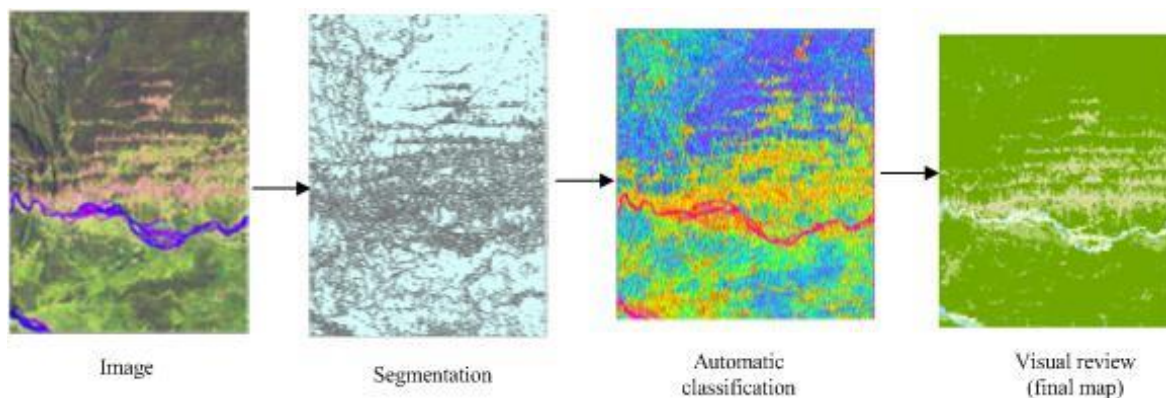 Image
Segmentation
Automatic
classification
Visual review
(final map)